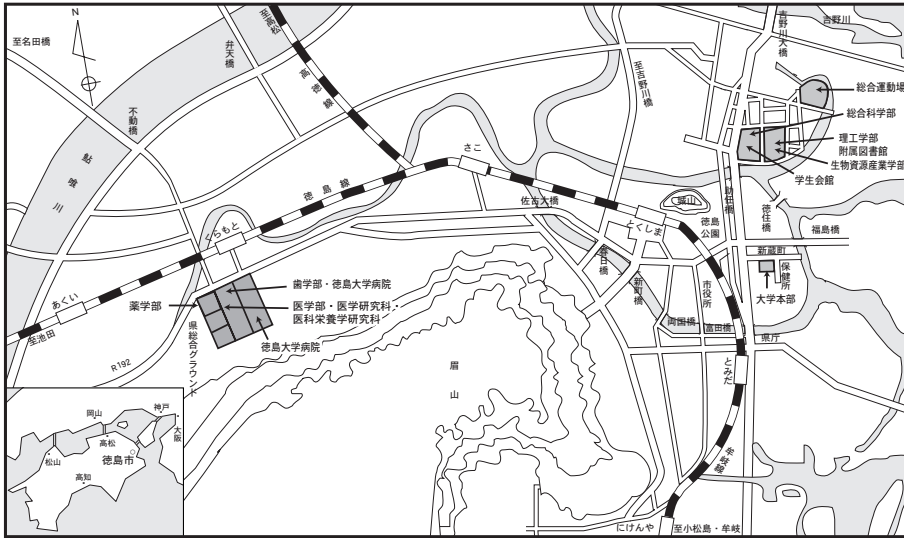 N
至名田橋
弁天橋
至高松
高徳線
不動橋
鮎喰川
至吉野川橋
吉野川大橋
吉野川
総合運動場
総合科学部
理工学部
附属図書館
生物資源産業学部
学生会館
さこ
徳島線
佐古大橋
城山
とくしま
徳島
公園
助任橋
徳住橋
福島橋
新蔵町
保健所
大学本部
くらもと
あくい
至池田
R192
薬学部
歯学部・徳島大学病院
医学部・医学研究科・
医科栄養学研究科
徳島大学病院
県総合グラウンド
春日橋
新町橋
市役所
両国橋
富田橋
県庁
とみだ
眉山
牟岐線
にけんや
至小松島・牟岐
岡山
神戸
大阪
高松
徳島市
松山
高知